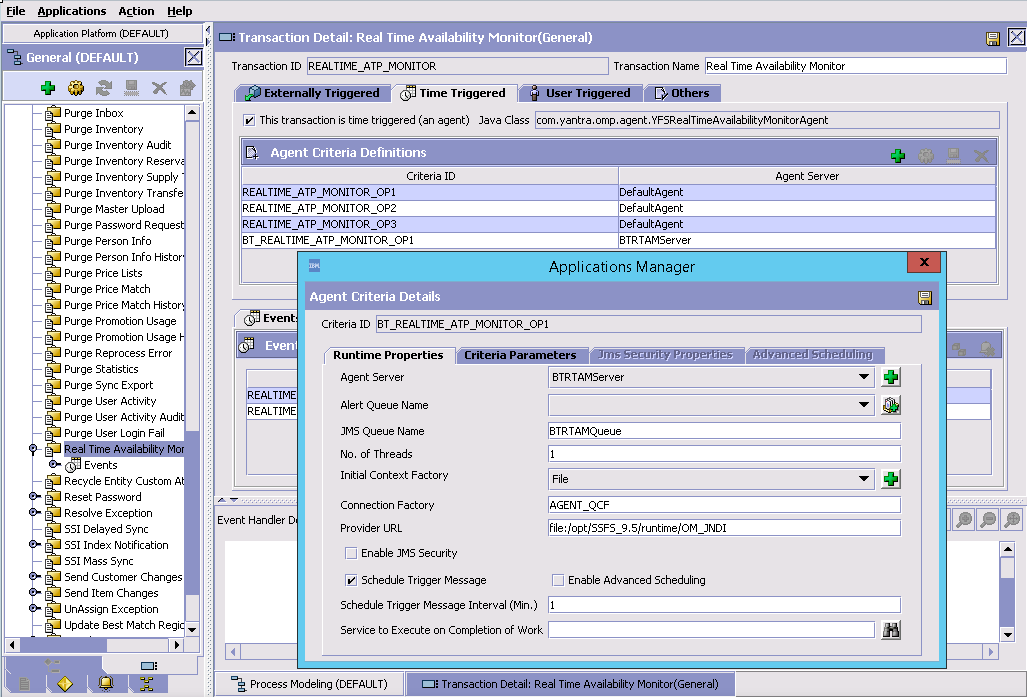 File Applications Action Help
Application Platform (DEFAULT)
General (DEFAULT)
Purge Inbox
Purge Inventory
Purge Inventory Audit
Purge Inventory Reserva
Purge Inventory Supply
Purge Inventory Transfe
Purge Master Upload
Purge Password Request
Purge Person Info
Purge Person Info Histor
Purge Price Lists
Purge Price Match
Purge Price Match History
Purge Promotion Usage
Purge Promotion Usage H
Purge Reprocess Error
Purge Statistics
Purge Sync Export
Purge User Activity
Purge User Activity Audit
Purge User Login Fail
Real Time Availability Mor
Events
Recycle Entity Custom At
Reset Password
Resolve Exception
SSI Delayed Sync
SSI Index Notification
SSI Mass Sync
Send Customer Changes
Send Item Changes
UnAssign Exception
Update Best Match Regio
Transaction Detail: Real Time Availability Monitor(General)
Transaction ID REALTIME_ATP_MONITOR Transaction Name Real Time Availability Monitor
Externally Triggered Time Triggered User Triggered Others
This transaction is time triggered (an agent) Java Class com.yantra.omp.agent.YFSRealTimeAvailabilityMonitorAgent
Agent Criteria Definitions
Criteria ID Agent Server
REALTIME_ATP_MONITOR_OP1 DefaultAgent
REALTIME_ATP_MONITOR_OP2 DefaultAgent
REALTIME_ATP_MONITOR_OP3 DefaultAgent
BT_REALTIME_ATP_MONITOR_OP1 BTRTAMServer
Events
Event
REALTIME
REALTIME
Event Handler De
IBM Applications Manager
Agent Criteria Details
Criteria ID BT_REALTIME_ATP_MONITOR_OP1
Runtime Properties Criteria Parameters Jms Security Properties Advanced Scheduling
Agent Server BTRTAMServer
Alert Queue Name
JMS Queue Name BTRTAMQueue
No. of Threads 1
Initial Context Factory File
Connection Factory AGENT_QCF
Provider URL file:/opt/SSFS_9.5/runtime/OM_JNDI
Enable JMS Security
Schedule Trigger Message Enable Advanced Scheduling
Schedule Trigger Message Interval (Min.) 1
Service to Execute on Completion of Work
Process Modeling (DEFAULT) Transaction Detail: Real Time Availability Monitor(General)